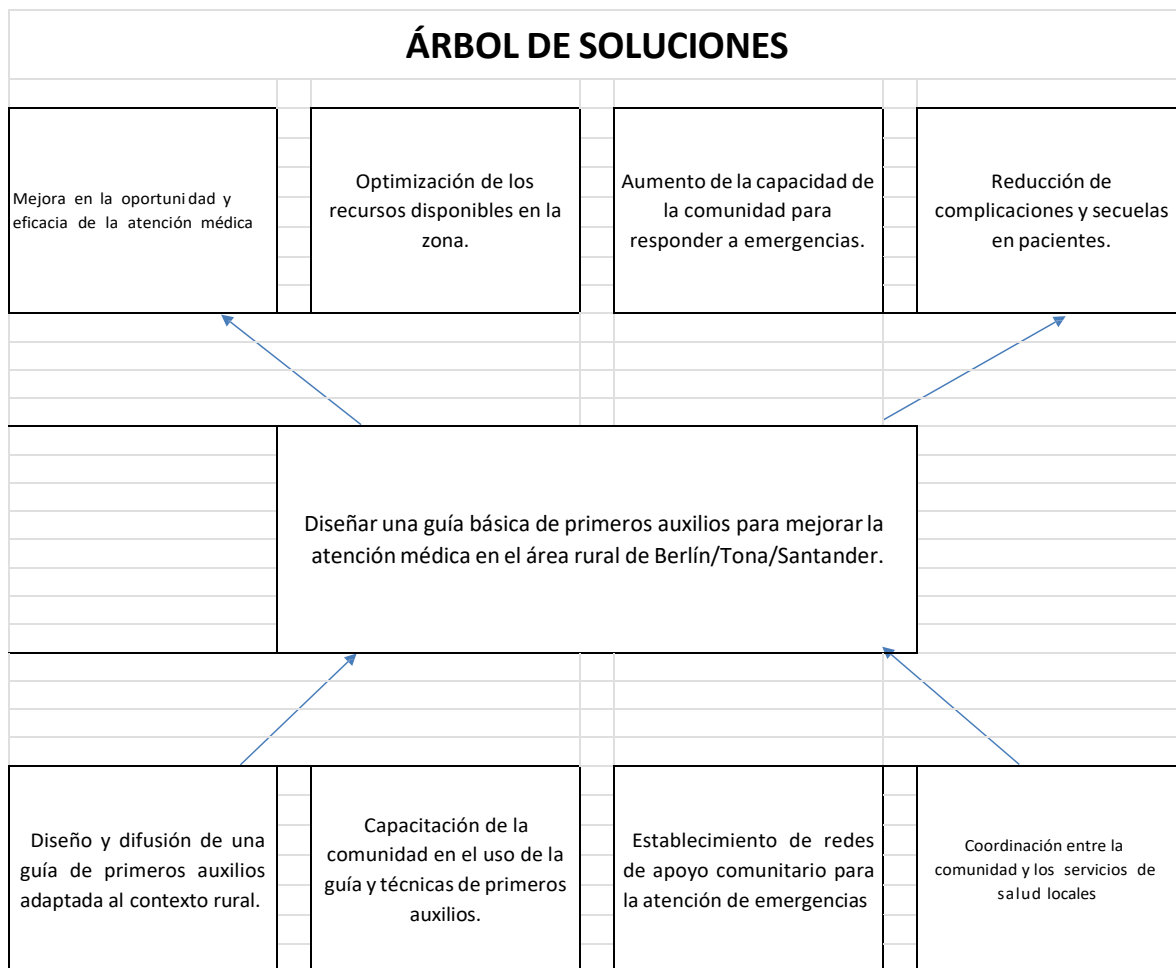 ÁRBOL DE SOLUCIONES
Mejora en la oportunidad y
eficacia de la atención médica
Optimización de los
recursos disponibles en la
zona.
Aumento de la capacidad de
la comunidad para
responder a emergencias.
Reducción de
complicaciones y secuelas
en pacientes.
Diseñar una guía básica de primeros auxilios para mejorar la
atención médica en el área rural de Berlín/Tona/Santander.
Diseño y difusión de una
guía de primeros auxilios
adaptada al contexto rural.
Capacitación de la
comunidad en el uso de la
guía y técnicas de primeros
auxilios.
Establecimiento de redes
de apoyo comunitario para
la atención de emergencias
Coordinación entre la
comunidad y los servicios de
salud locales